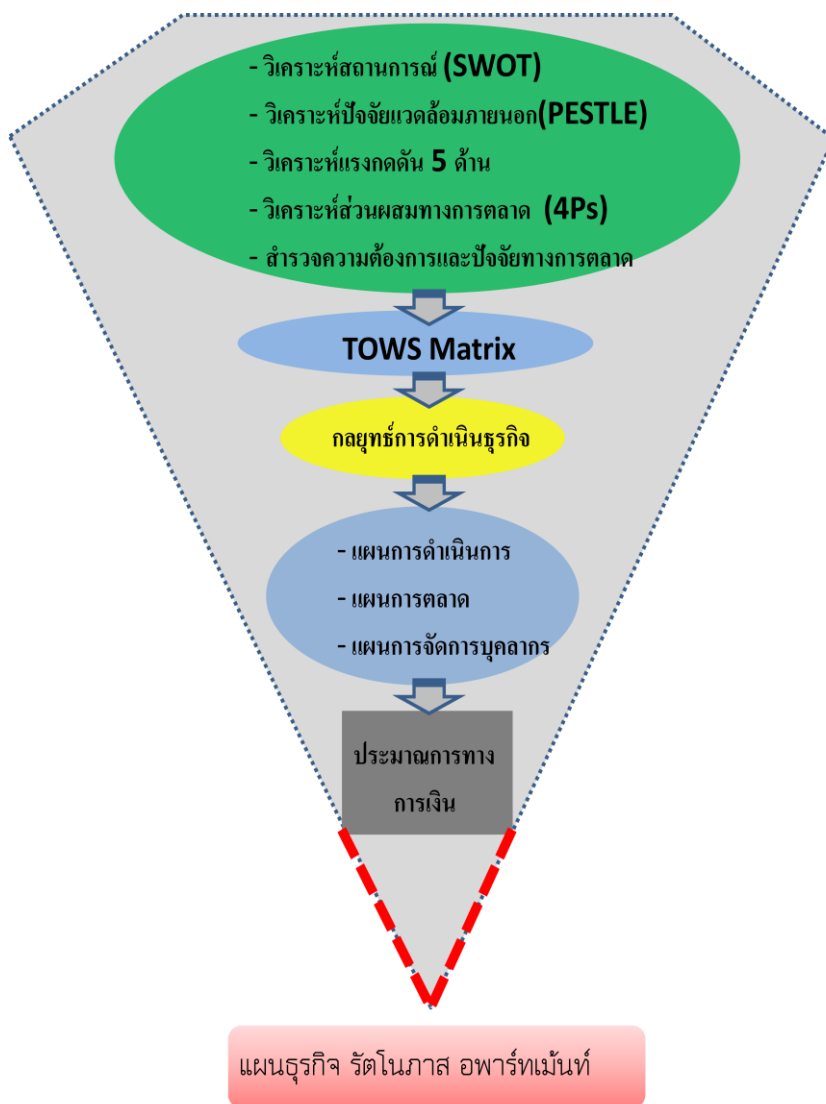 - วิเคราะห์สถานการณ์ (SWOT)
- วิเคราะห์ปัจจัยแวดล้อมภายนอก(PESTLE)
- วิเคราะห์แรงกดดัน 5 ด้าน
- วิเคราะห์ส่วนผสมทางการตลาด (4Ps)
- สำรวจความต้องการและปัจจัยทางการตลาด
TOWS Matrix
กลยุทธ์การดำเนินธุรกิจ
- แผนการดำเนินการ
- แผนการตลาด
- แผนการจัดการบุคลากร
ประมาณการทาง
การเงิน
แผนธุรกิจ รัตโนภาส อพาร์ทเม้นท์